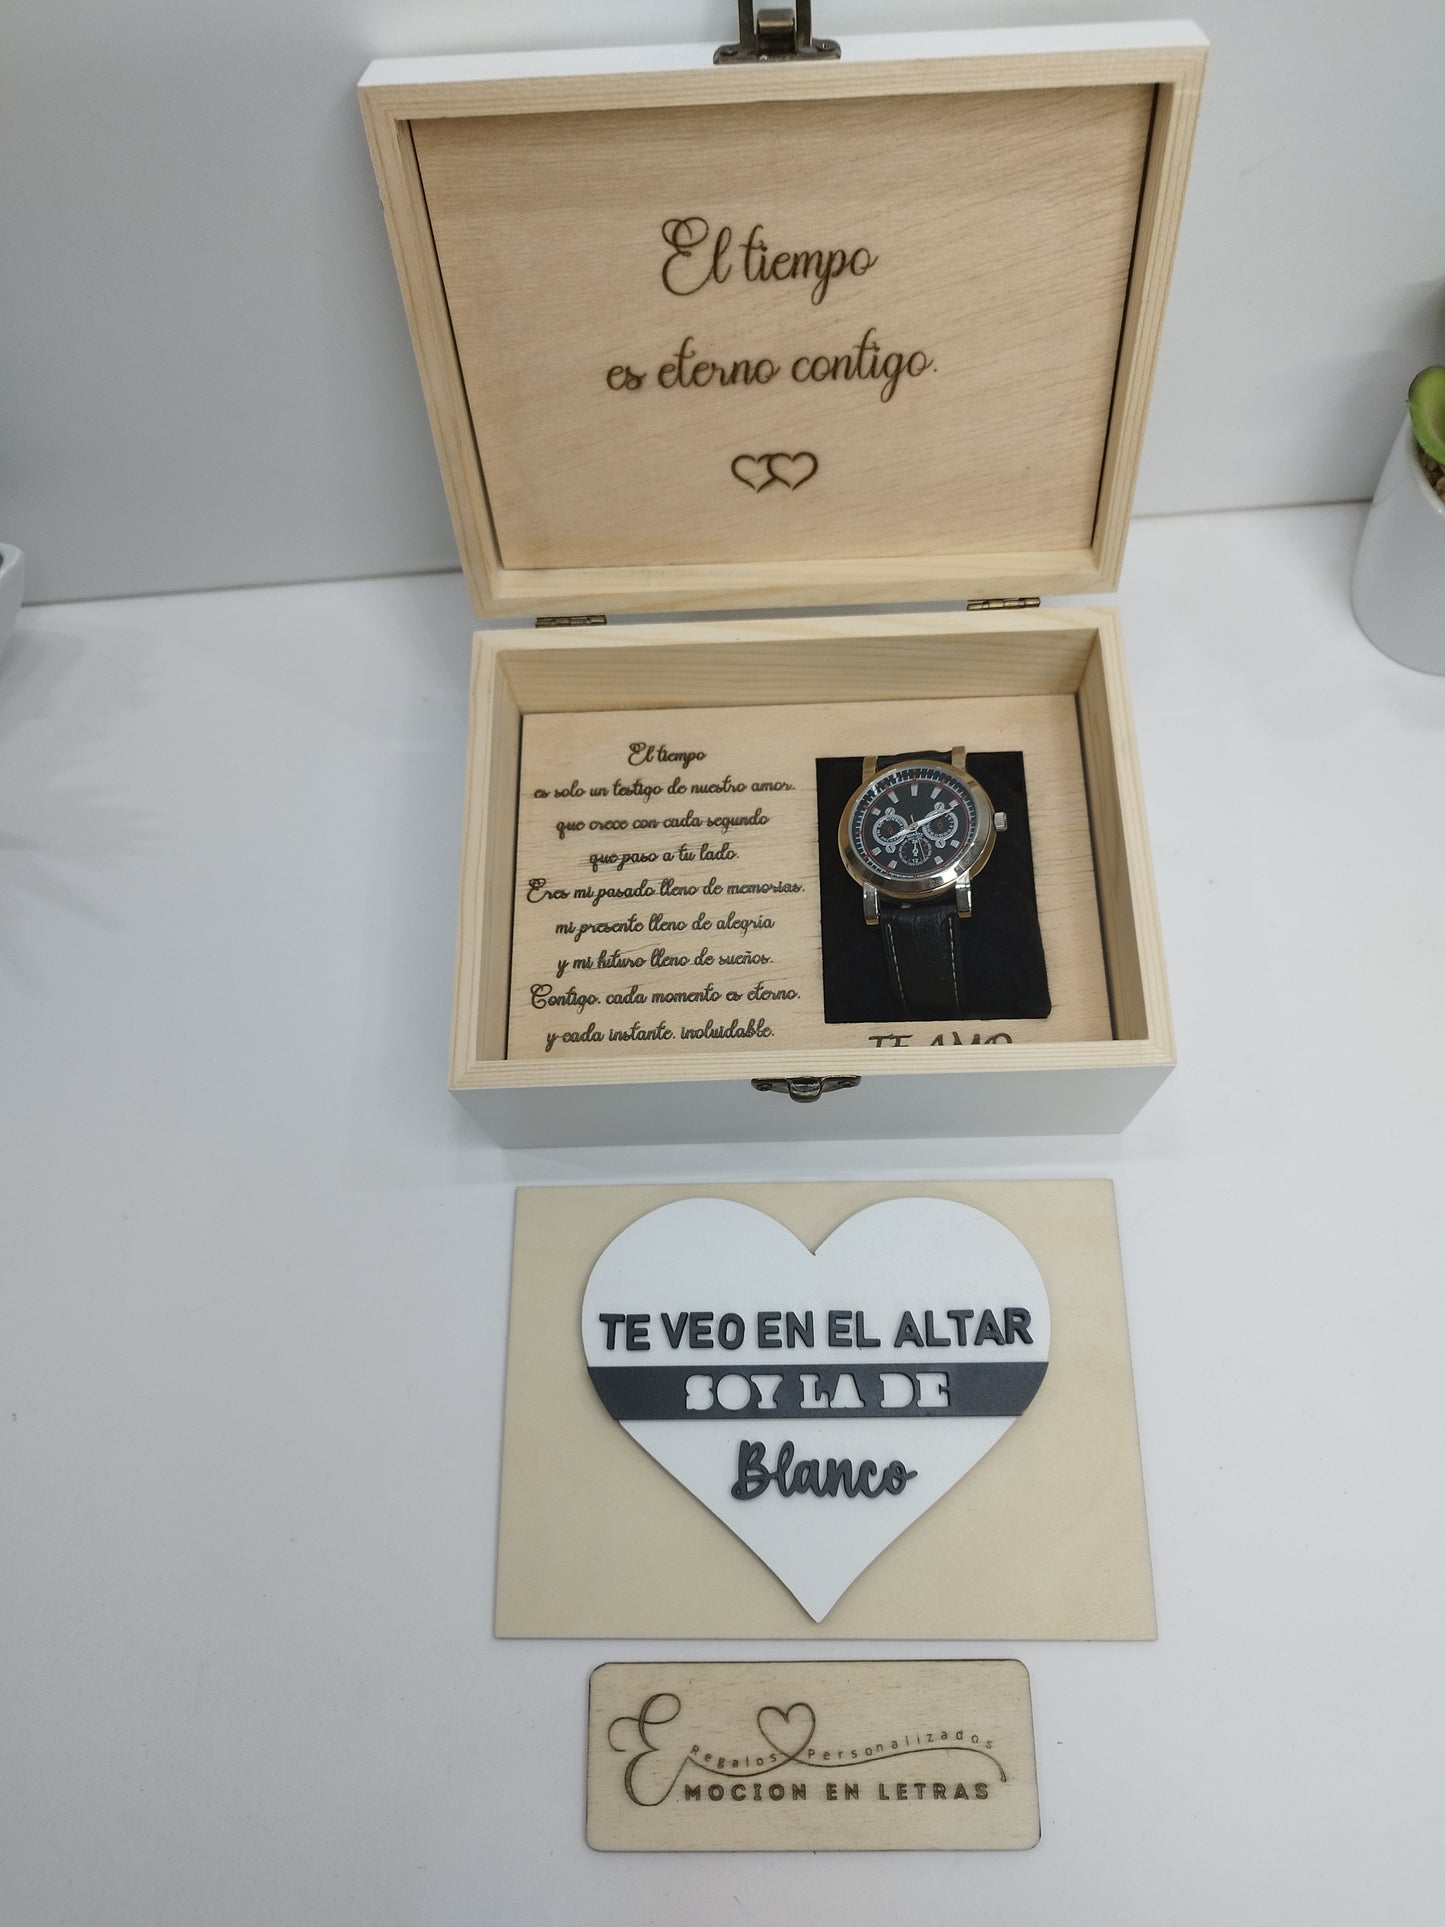 El tiempo
es eterno contigo.
El tiempo
es solo un testigo de nuestro amor.
que crece con cada segundo
que paso a tu lado.
Eres mi pasado lleno de memorias.
mi presente lleno de alegría
y mi futuro lleno de sueños.
Contigo. cada momento es eterno.
y cada instante. inoluidable.
TE AMO
TE VEO EN EL ALTAR
SOY LA DE
Blanco
Regalos Personalizados
EMOCION EN LETRAS